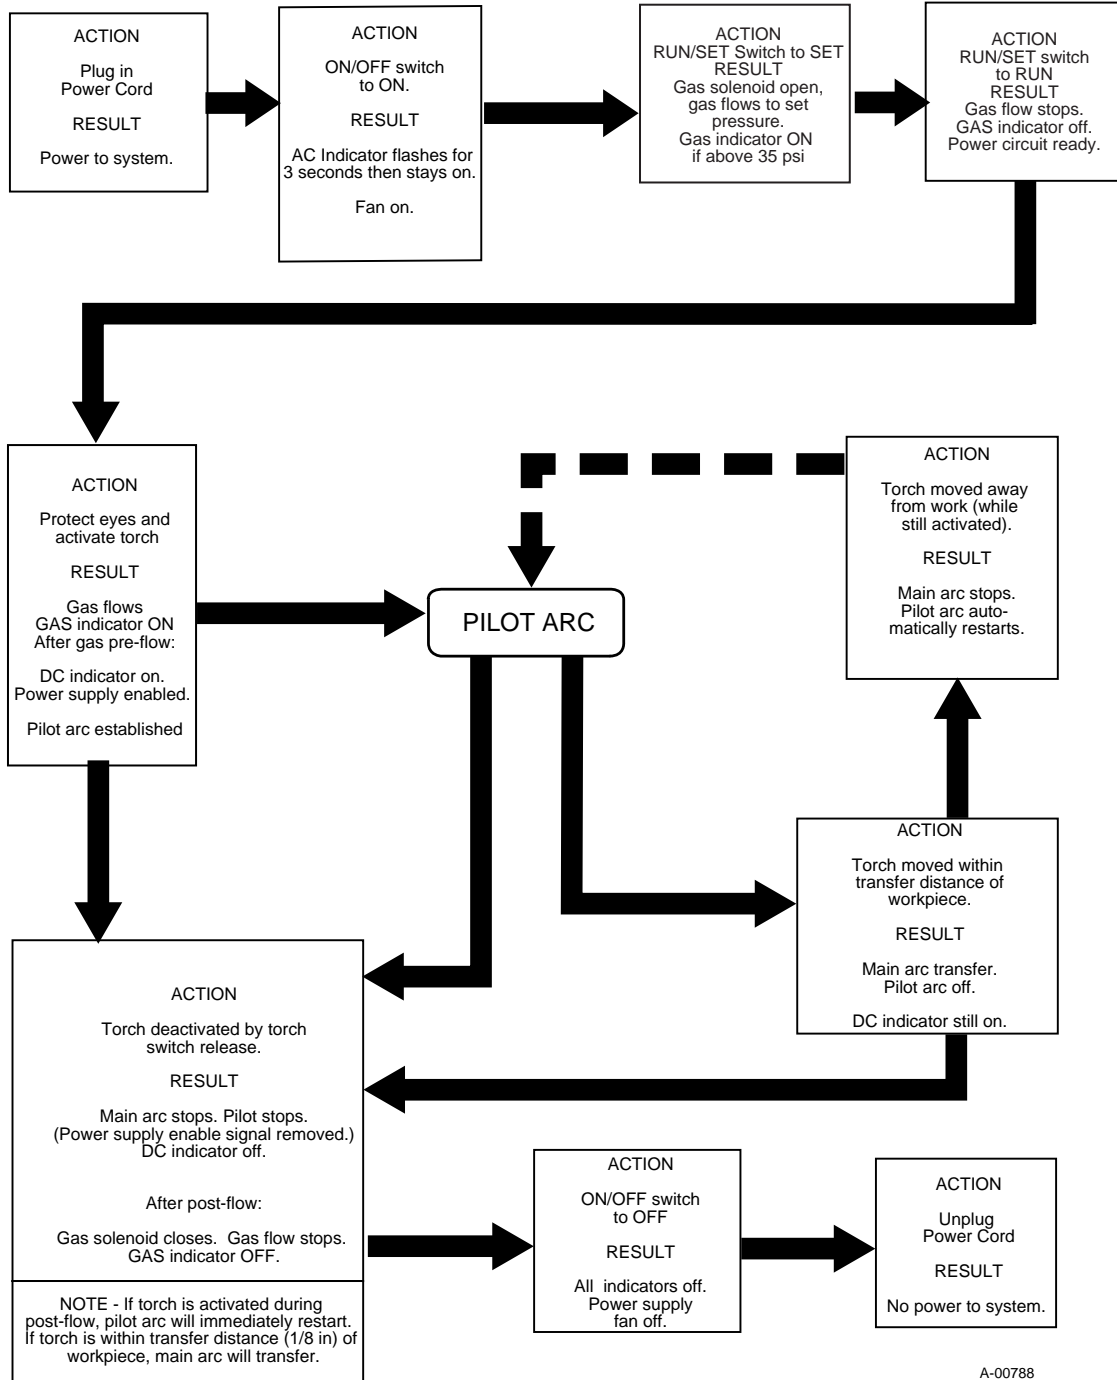 ACTION
Plug in
Power Cord
RESULT
Power to system.
ACTION
ON/OFF switch
to ON.
RESULT
AC Indicator flashes for
3 seconds then stays on.
Fan on.
ACTION
RUN/SET Switch to SET
RESULT
Gas solenoid open,
gas flows to set
pressure.
Gas indicator ON
if above 35 psi
ACTION
RUN/SET switch
to RUN
RESULT
Gas flow stops.
GAS indicator off.
Power circuit ready.
ACTION
Protect eyes and
activate torch
RESULT
Gas flows
GAS indicator ON
After gas pre-flow:
DC indicator on.
Power supply enabled.
Pilot arc established
PILOT ARC
ACTION
Torch moved away
from work (while
still activated).
RESULT
Main arc stops.
Pilot arc auto-
matically restarts.
ACTION
Torch moved within
transfer distance of
workpiece.
RESULT
Main arc transfer.
Pilot arc off.
DC indicator still on.
ACTION
Torch deactivated by torch
switch release.
RESULT
Main arc stops. Pilot stops.
(Power supply enable signal removed.)
DC indicator off.
After post-flow:
Gas solenoid closes.  Gas flow stops.
GAS indicator OFF.
NOTE - If torch is activated during
post-flow, pilot arc will immediately restart.
If torch is within transfer distance (1/8 in) of
workpiece, main arc will transfer.
ACTION
ON/OFF switch
to OFF
RESULT
All  indicators off.
Power supply
fan off.
ACTION
Unplug
Power Cord
RESULT
No power to system.
A-00788